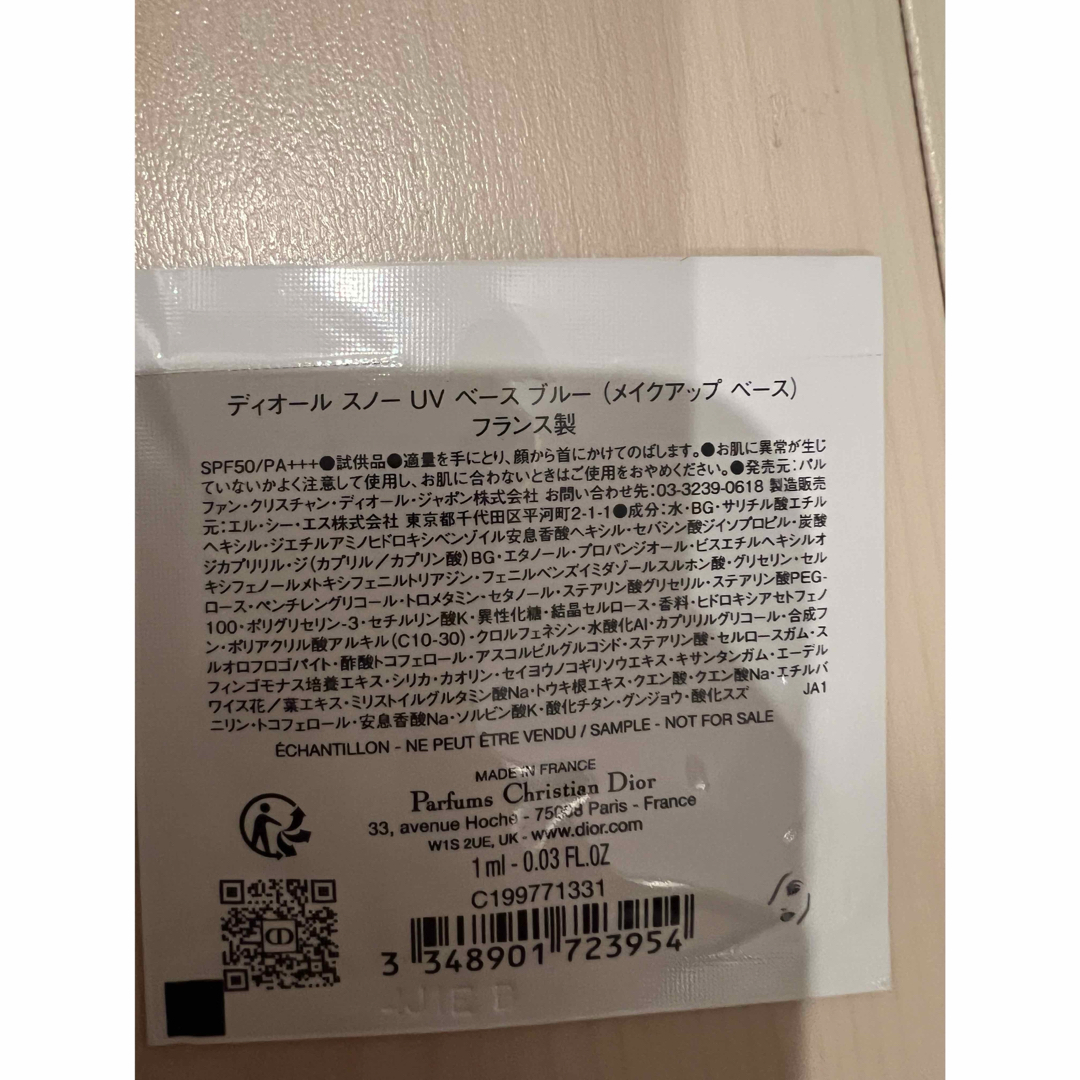 ディオール スノー UV ベース ブルー (メイクアップ ベース)
フランス製
SPF50/PA+++●試供品●適量を手にとり、顔から首にかけてのばします。●お肌に異常が生じ
ていないかよく注意して使用し、お肌に合わないときはご使用をおやめください。●発売元:パル
ファン・クリスチャン・ディオール・ジャポン株式会社 お問い合わせ先:03-3239-0618 製造販売
元:エル・シー・エス株式会社 東京都千代田区平河町2-1-1●成分:水・BG・サリチル酸エチル
ヘキシル・ジエチルアミノヒドロキシベンゾイル安息香酸ヘキシル・セバシン酸ジイソプロピル・炭酸
ジカプリリル・ジ(カプリル/カプリン酸)BG・エタノール・プロパンジオール・ビスエチルヘキシルオ
キシフェノールメトキシフェニルトリアジン・フェニルベンズイミダゾールスルホン酸・グリセリン・セル
ロース・ペンチレングリコール・トロメタミン・セタノール・ステアリン酸グリセリル・ステアリン酸PEG-
100・ポリグリセリン-3・セチルリン酸K・異性化糖・結晶セルロース・香料・ヒドロキシアセトフェノ
ン・ポリアクリル酸アルキル(C10-30)・クロルフェネシン・水酸化Al・カプリリルグリコール・合成フ
ルオロフロゴパイト・酢酸トコフェロール・アスコルビルグルコシド・ステアリン酸・セルロースガム・ス
フィンゴモナス培養エキス・シリカ・カオリン・セイヨウノコギリソウエキス・キサンタンガム・エーデル
ワイス花/葉エキス・ミリストイルグルタミン酸Na・トウキ根エキス・クエン酸・クエン酸Na・エチルバ
ニリン・トコフェロール・安息香酸Na・ソルビン酸K・酸化チタン・グンジョウ・酸化スズ JA1
ÉCHANTILLON - NE PEUT ÊTRE VENDU / SAMPLE - NOT FOR SALE
MADE IN FRANCE
Parfums Christian Dior
33, avenue Hoche - 75008 Paris - France
W1S 2UE, UK - www.dior.com
1 ml - 0.03 FL.OZ
C199771331
CD
3 348901 723954